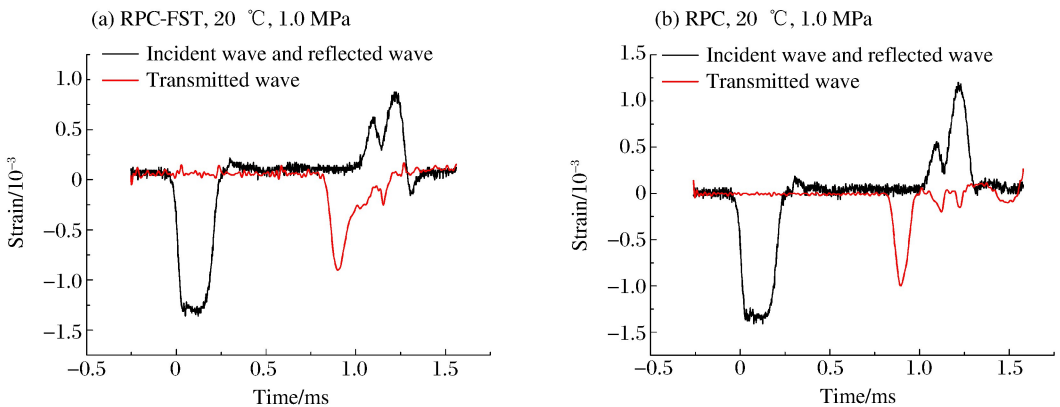 (a) RPC-FST, 20 ℃, 1.0 MPa
Incident wave and reflected wave
Transmitted wave
1.0
0.5
0
−0.5
−1.0
−1.5
Strain/10⁻³
−0.5
0
0.5
1.0
1.5
Time/ms
(b) RPC, 20 ℃, 1.0 MPa
1.5
Incident wave and reflected wave
Transmitted wave
1.0
0.5
0
−0.5
−1.0
−1.5
Strain/10⁻³
−0.5
0
0.5
1.0
1.5
Time/ms